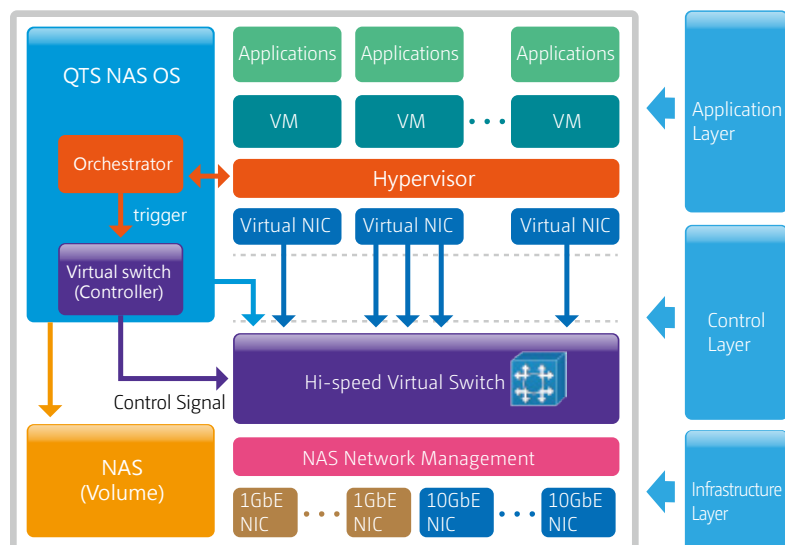 QTS NAS OS
Orchestrator
trigger
Virtual switch
(Controller)
Control Signal
NAS
(Volume)
Applications
Applications
Applications
VM
VM
VM
Hypervisor
Virtual NIC
Virtual NIC
Virtual NIC
Hi-speed Virtual Switch
NAS Network Management
1GbE
NIC
1GbE
NIC
10GbE
NIC
10GbE
NIC
Application
Layer
Control
Layer
Infrastructure
Layer